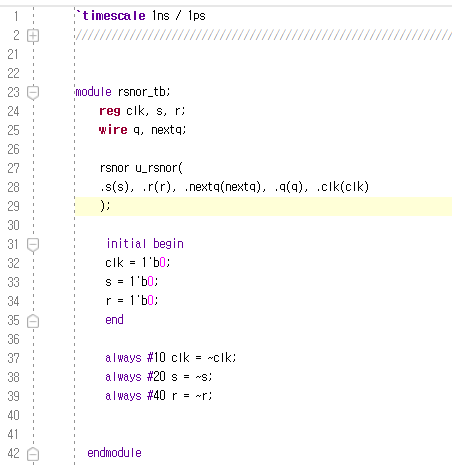 1 `timescale 1ns / 1ps
2 ////////////////////////////////////////////////////////////////
21
22
23 module rsnor_tb;
24 reg clk, s, r;
25 wire q, nextq;
26
27 rsnor u_rsnor(
28 .s(s), .r(r), .nextq(nextq), .q(q), .clk(clk)
29 );
30
31 initial begin
32 clk = 1'b0;
33 s = 1'b0;
34 r = 1'b0;
35 end
36
37 always #10 clk = ~clk;
38 always #20 s = ~s;
39 always #40 r = ~r;
40
41
42 endmodule